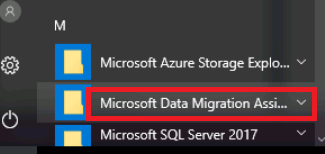 M
Microsoft Azure Storage Explo...
Microsoft Data Migration Assi...
Microsoft SQL Server 2017